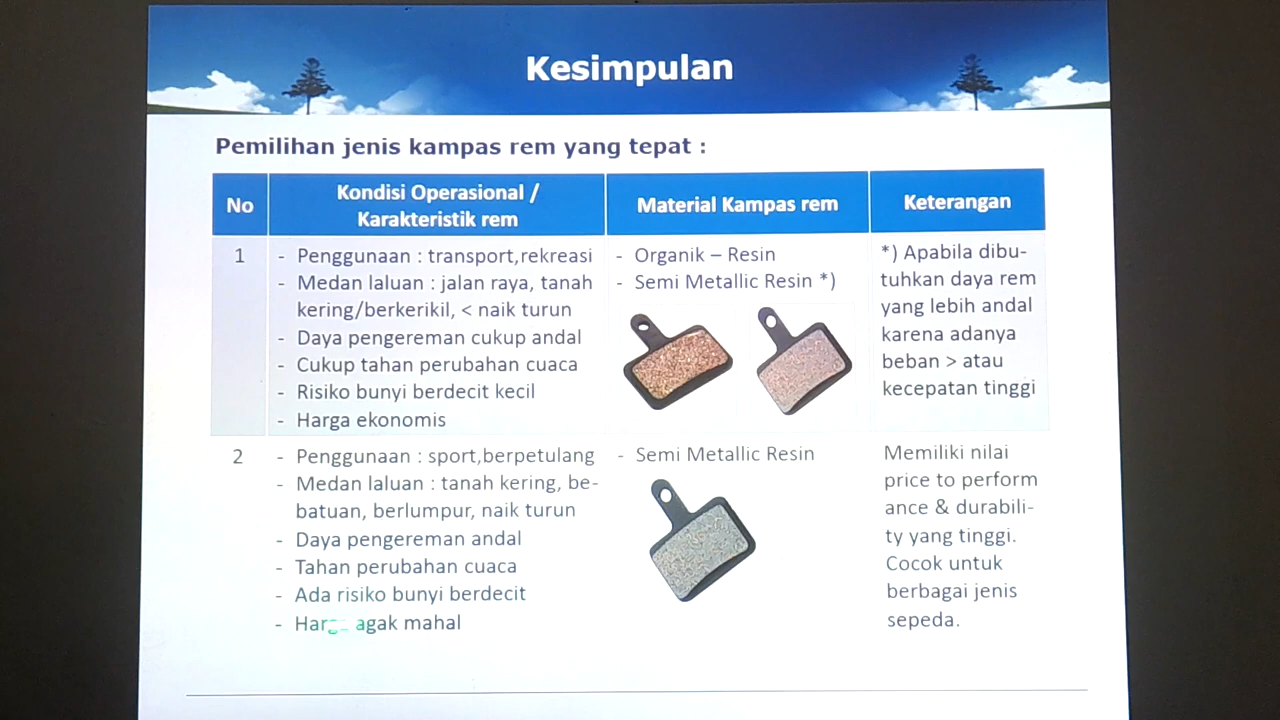 Kesimpulan
Pemilihan jenis kampas rem yang tepat :
No
Kondisi Operasional /
Karakteristik rem
Material Kampas rem
Keterangan
1
- Penggunaan : transport,rekreasi
- Medan laluan : jalan raya, tanah
kering/berkerikil, < naik turun
- Daya pengereman cukup andal
- Cukup tahan perubahan cuaca
- Risiko bunyi berdecit kecil
- Harga ekonomis
- Organik – Resin
- Semi Metallic Resin *)
*) Apabila dibu-
tuhkan daya rem
yang lebih andal
karena adanya
beban > atau
kecepatan tinggi
2
- Penggunaan : sport,berpetulang
- Medan laluan : tanah kering, be-
batuan, berlumpur, naik turun
- Daya pengereman andal
- Tahan perubahan cuaca
- Ada risiko bunyi berdecit
- Harga agak mahal
- Semi Metallic Resin
Memiliki nilai
price to perform
ance & durabili-
ty yang tinggi.
Cocok untuk
berbagai jenis
sepeda.